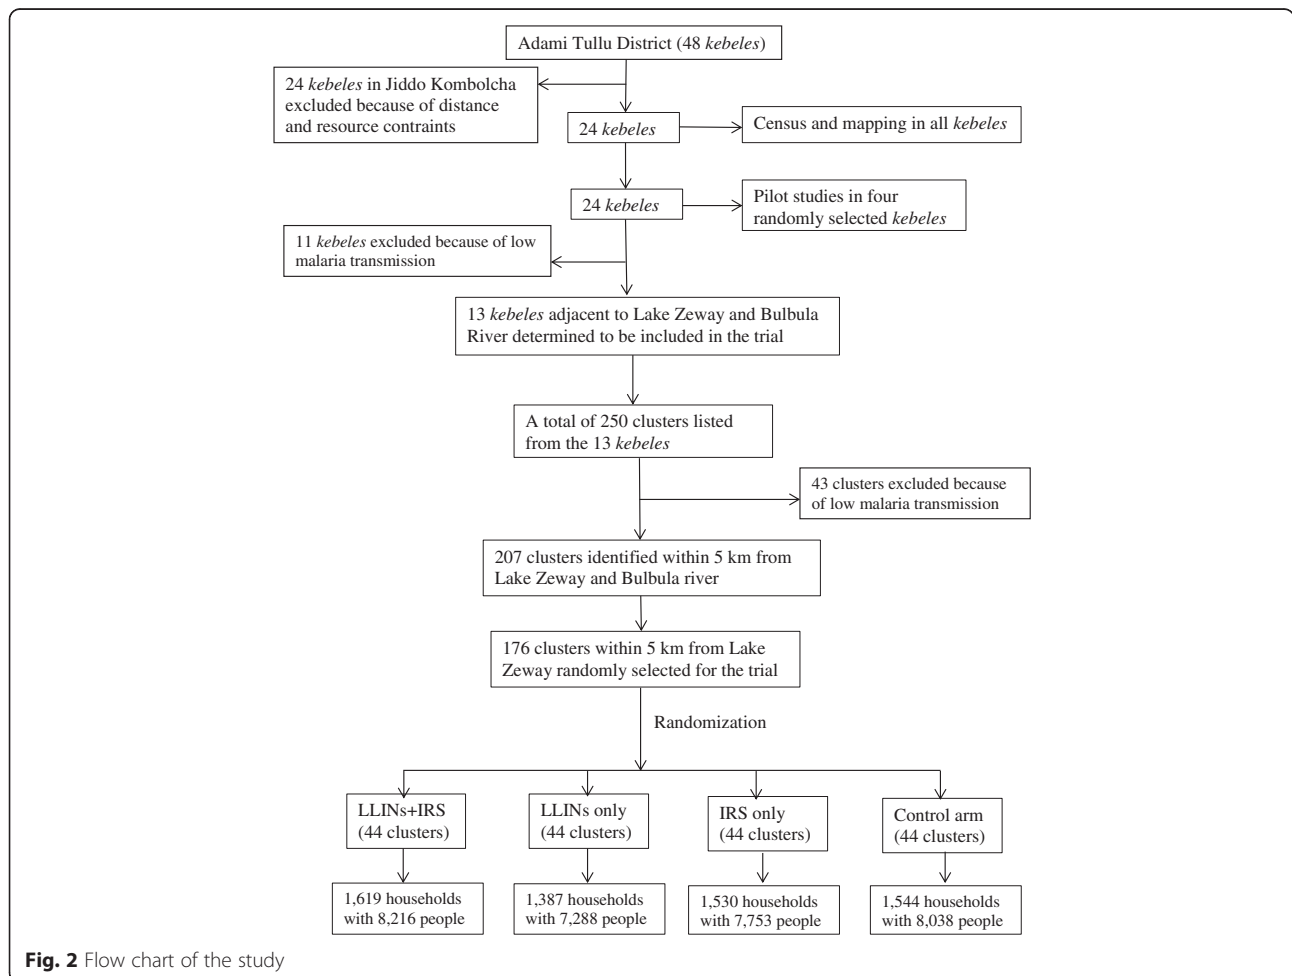 Adami Tullu District (48 kebeles)
24 kebeles in Jiddo Kombolcha
excluded because of distance
and resource contraints
24 kebeles
Census and mapping in all kebeles
24 kebeles
Pilot studies in four
randomly selected kebeles
11 kebeles excluded because of low
malaria transmission
13 kebeles adjacent to Lake Zeway and Bulbula
River determined to be included in the trial
A total of 250 clusters listed
from the 13 kebeles
43 clusters excluded because
of low malaria transmission
207 clusters identified within 5 km from
Lake Zeway and Bulbula river
176 clusters within 5 km from Lake
Zeway randomly selected for the trial
Randomization
LLINs+IRS
(44 clusters)
LLINs only
(44 clusters)
IRS only
(44 clusters)
Control arm
(44 clusters)
1,619 households
with 8,216 people
1,387 households
with 7,288 people
1,530 households
with 7,753 people
1,544 households
with 8,038 people
Fig. 2 Flow chart of the study